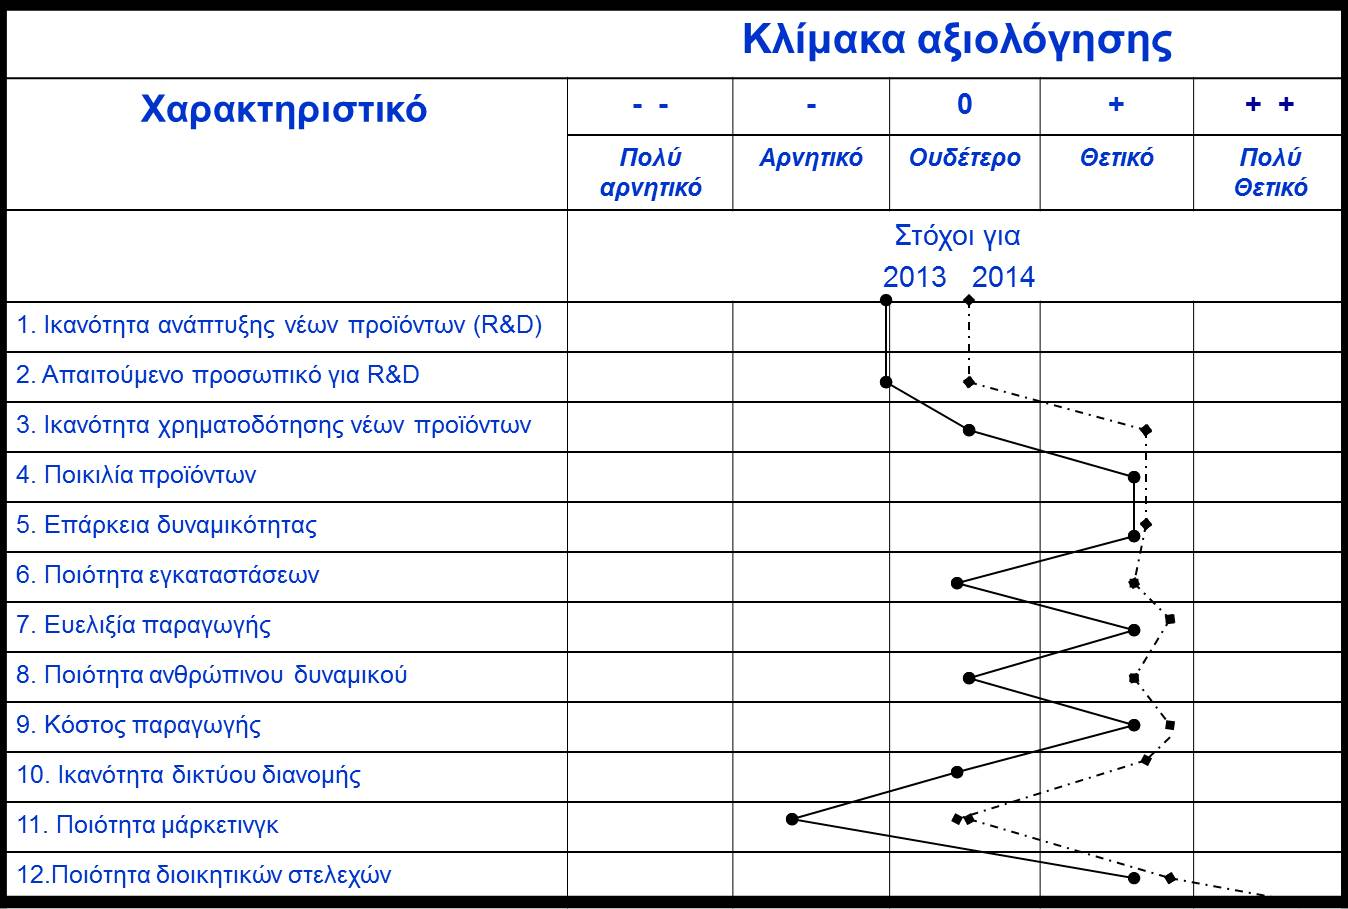 Κλίμακα αξιολόγησης
Χαρακτηριστικό
- -
-
0
+
+ +
Πολύ αρνητικό
Αρνητικό
Ουδέτερο
Θετικό
Πολύ Θετικό
Στόχοι για
2013 2014
1. Ικανότητα ανάπτυξης νέων προϊόντων (R&D)
2. Απαιτούμενο προσωπικό για R&D
3. Ικανότητα χρηματοδότησης νέων προϊόντων
4. Ποικιλία προϊόντων
5. Επάρκεια δυναμικότητας
6. Ποιότητα εγκαταστάσεων
7. Ευελιξία παραγωγής
8. Ποιότητα ανθρώπινου δυναμικού
9. Κόστος παραγωγής
10. Ικανότητα δικτύου διανομής
11. Ποιότητα μάρκετινγκ
12.Ποιότητα διοικητικών στελεχών